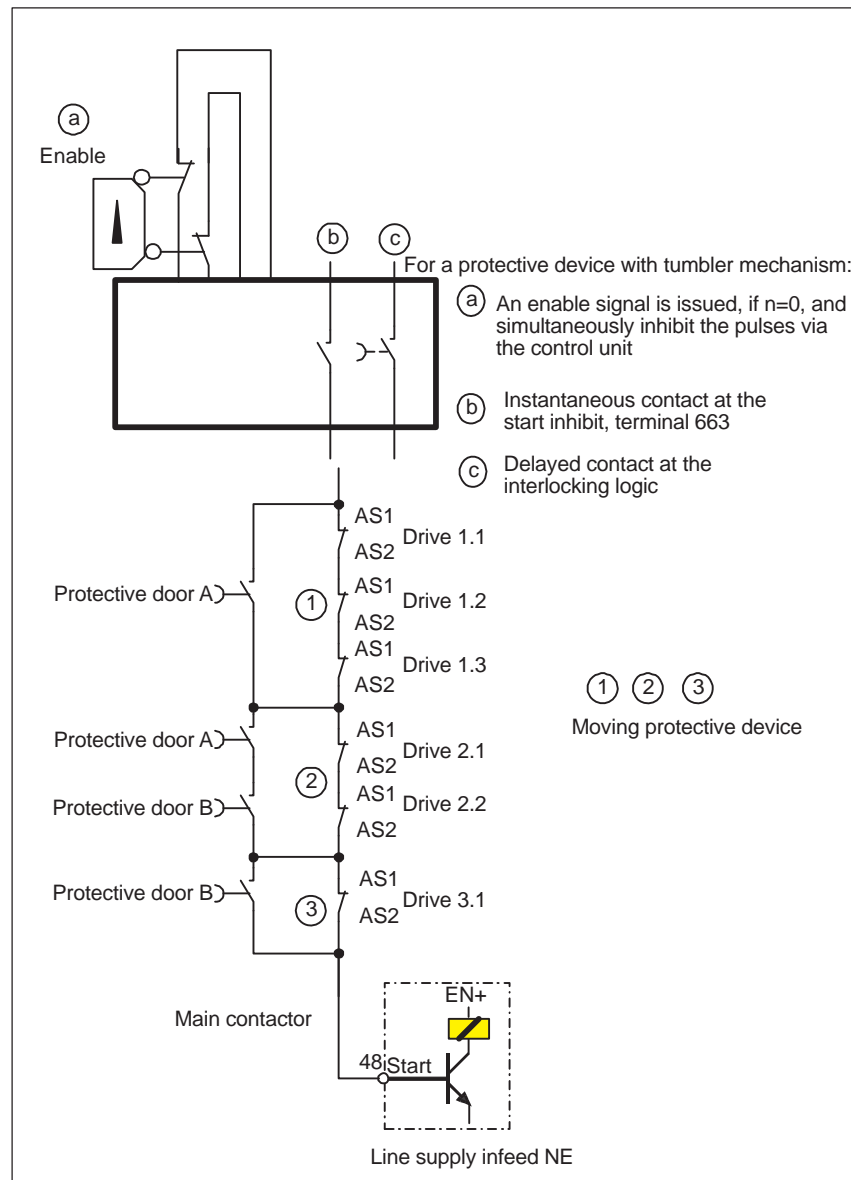 a
Enable
b
c
For a protective device with tumbler mechanism:
a An enable signal is issued, if n=0, and
simultaneously inhibit the pulses via
the control unit
b Instantaneous contact at the
start inhibit, terminal 663
c Delayed contact at the
interlocking logic
AS1
Drive 1.1
AS2
Protective door A
1
AS1
Drive 1.2
AS2
AS1
Drive 1.3
AS2
1 2 3
Moving protective device
Protective door A
AS1
Drive 2.1
AS2
2
Protective door B
AS1
Drive 2.2
AS2
Protective door B
3
AS1
Drive 3.1
AS2
Main contactor
EN+
48 Start
Line supply infeed NE